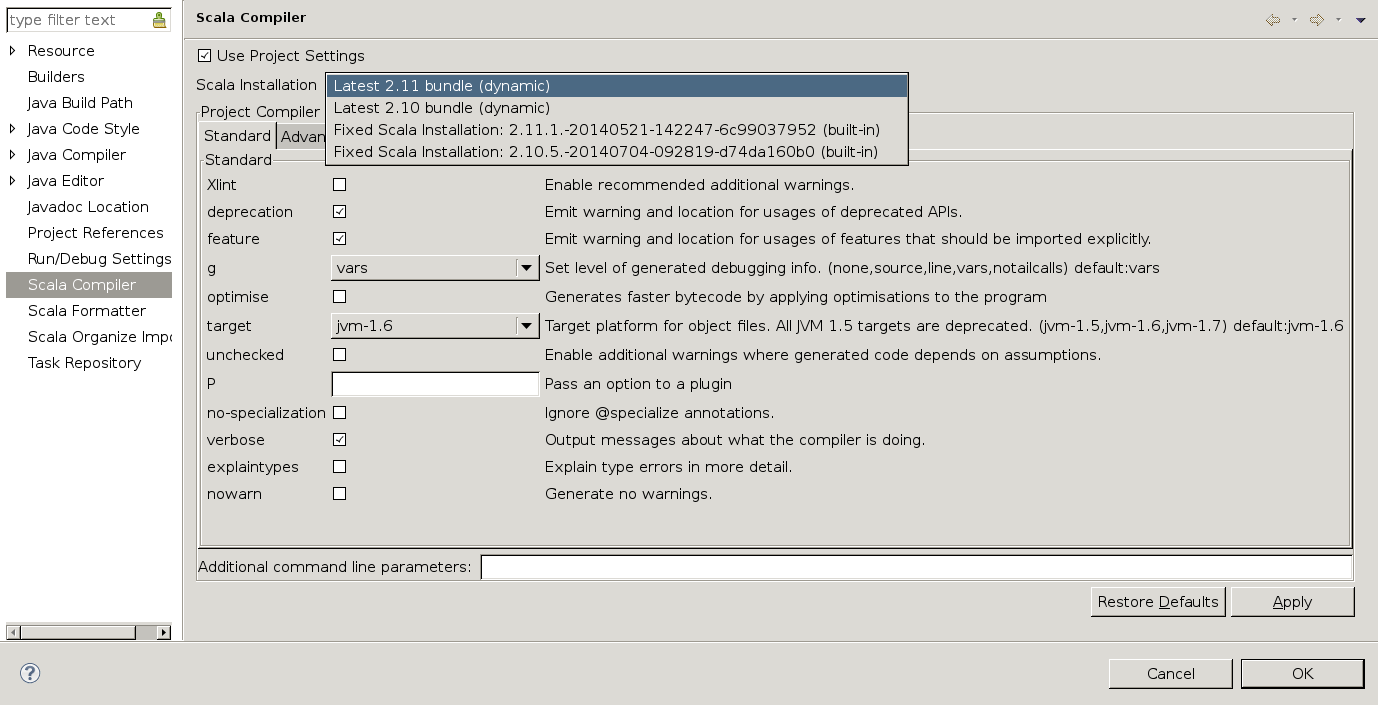 type filter text
Resource
Builders
Java Build Path
Java Code Style
Java Compiler
Java Editor
Javadoc Location
Project References
Run/Debug Settings
Scala Compiler
Scala Formatter
Scala Organize Impo
Task Repository
Scala Compiler
Use Project Settings
Scala Installation
Latest 2.11 bundle (dynamic)
Latest 2.10 bundle (dynamic)
Fixed Scala Installation: 2.11.1.-20140521-142247-6c99037952 (built-in)
Fixed Scala Installation: 2.10.5.-20140704-092819-d74da160b0 (built-in)
Project Compiler
Standard Advan
Standard
Xlint Enable recommended additional warnings.
deprecation Emit warning and location for usages of deprecated APIs.
feature Emit warning and location for usages of features that should be imported explicitly.
g vars Set level of generated debugging info. (none,source,line,vars,notailcalls) default:vars
optimise Generates faster bytecode by applying optimisations to the program
target jvm-1.6 Target platform for object files. All JVM 1.5 targets are deprecated. (jvm-1.5,jvm-1.6,jvm-1.7) default:jvm-1.6
unchecked Enable additional warnings where generated code depends on assumptions.
P Pass an option to a plugin
no-specialization Ignore @specialize annotations.
verbose Output messages about what the compiler is doing.
explaintypes Explain type errors in more detail.
nowarn Generate no warnings.
Additional command line parameters:
Restore Defaults Apply
? Cancel OK